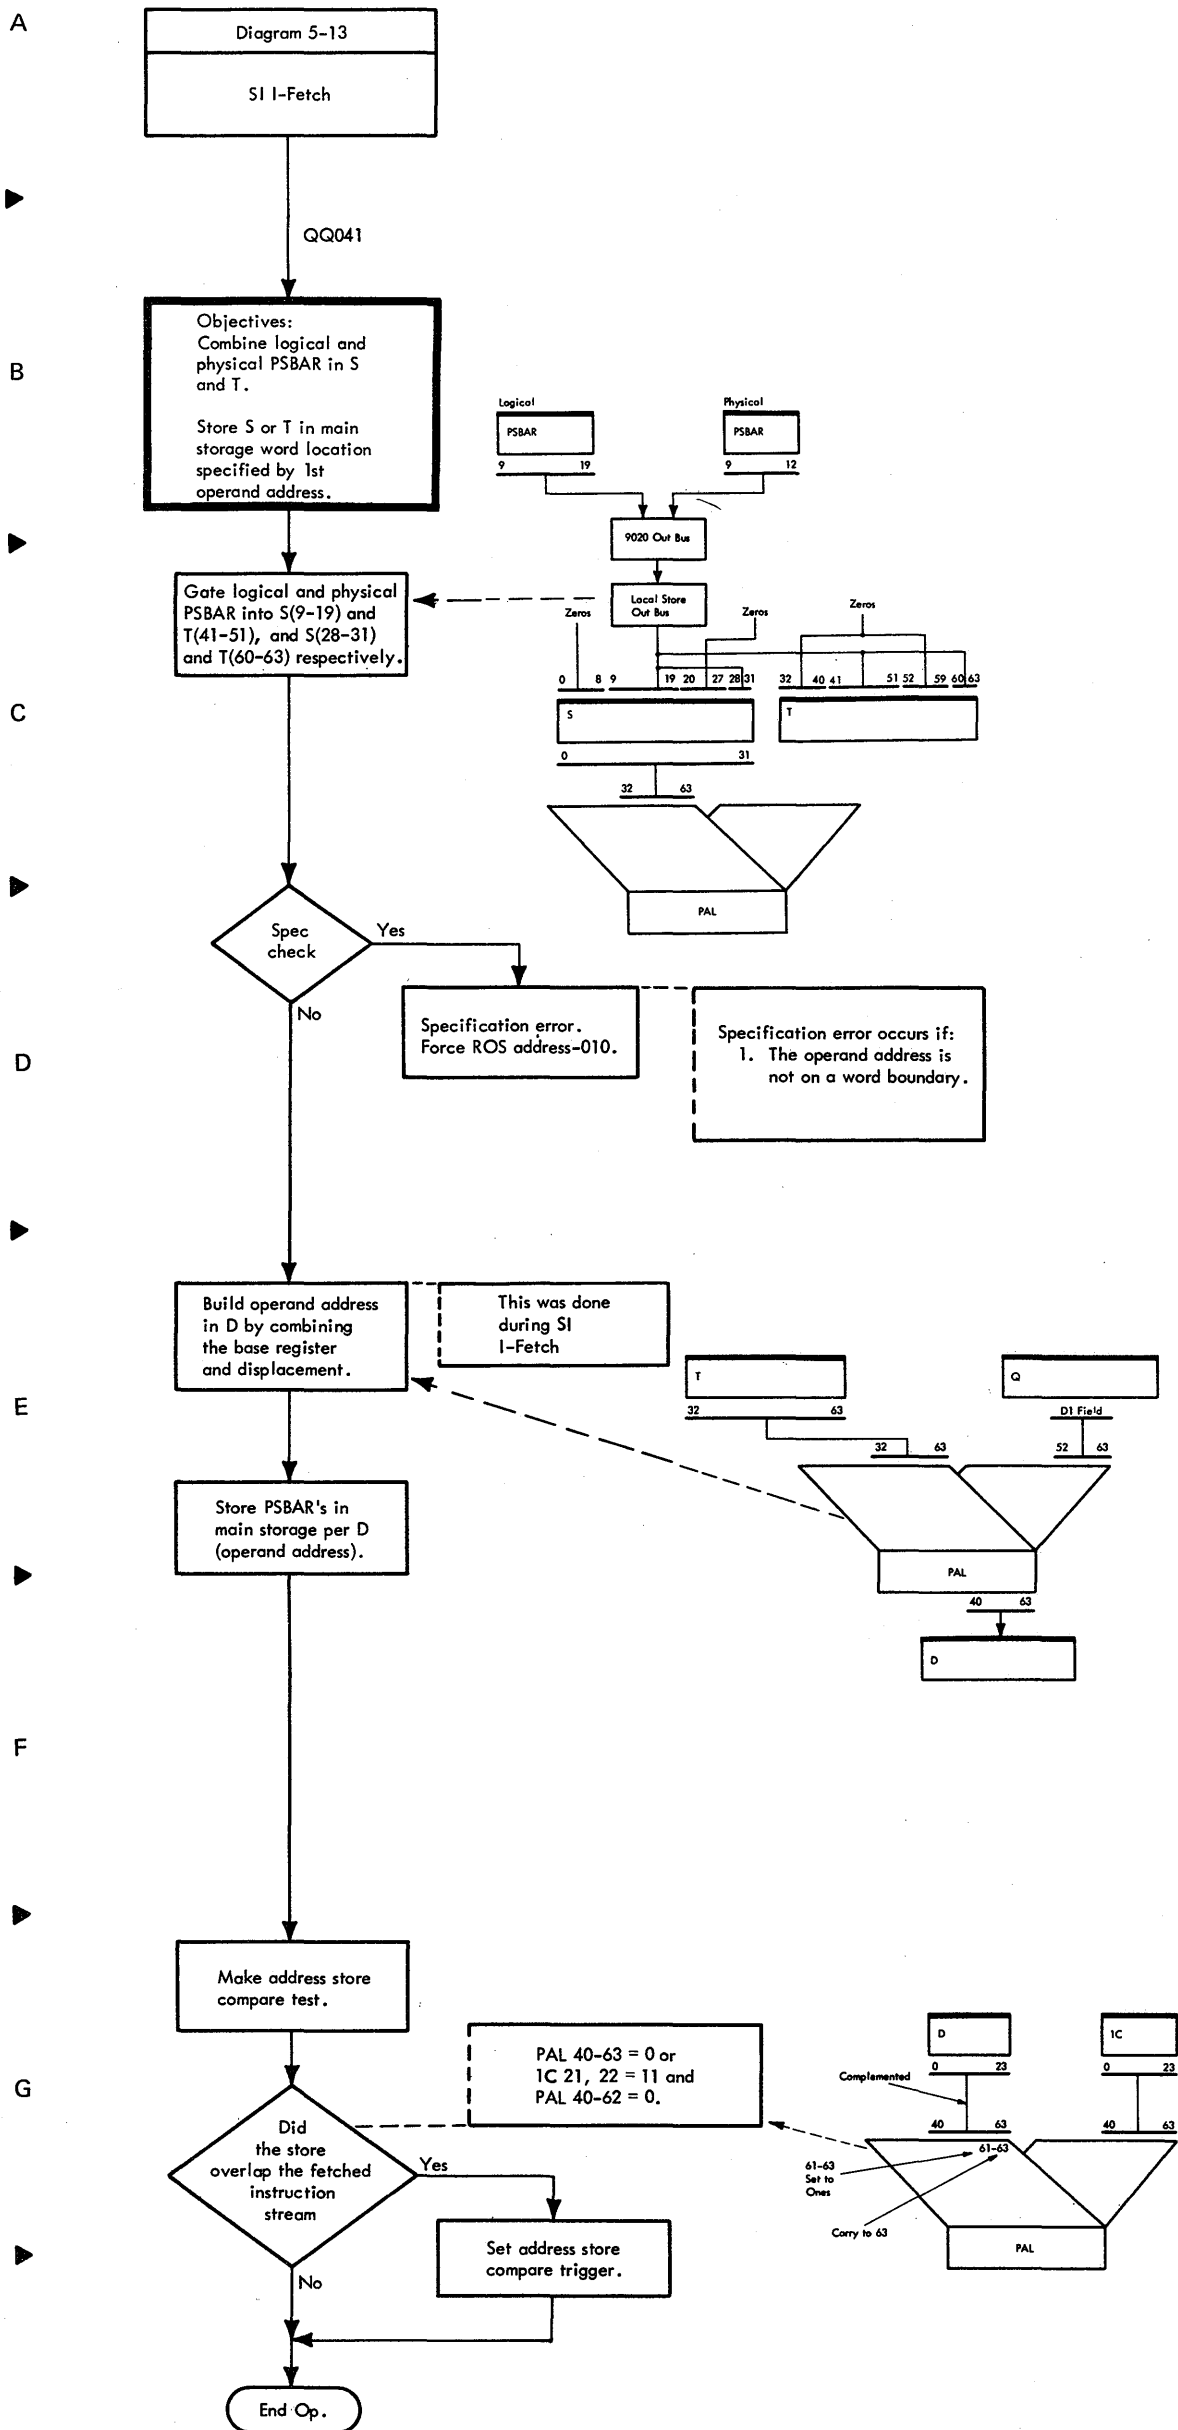 A
Diagram 5-13
SI I-Fetch
QQ041
B
Objectives:
Combine logical and
physical PSBAR in S
and T.
Store S or T in main
storage word location
specified by 1st
operand address.
Logical
PSBAR
9 19
Physical
PSBAR
9 12
9020 Out Bus
Local Store
Out Bus
Gate logical and physical
PSBAR into S(9-19) and
T(41-51), and S(28-31)
and T(60-63) respectively.
Zeros
Zeros
Zeros
0 8 9 19 20 27 28 31
32 40 41 51 52 59 60 63
C
S
T
0 31
32 63
PAL
Spec
check
Yes
No
D
Specification error.
Force ROS address-010.
Specification error occurs if:
1. The operand address is
not on a word boundary.
Build operand address
in D by combining
the base register
and displacement.
This was done
during SI
I-Fetch
E
T
32 63
Q
D1 Field
32 63
52 63
PAL
40 63
D
Store PSBAR's in
main storage per D
(operand address).
F
Make address store
compare test.
G
PAL 40-63 = 0 or
1C 21, 22 = 11 and
PAL 40-62 = 0.
D
0 23
1C
0 23
Complemented
40 63
40 63
61-63
61-63
Set to
Ones
Carry to 63
PAL
Did
the store
overlap the fetched
instruction
stream
Yes
No
Set address store
compare trigger.
End Op.